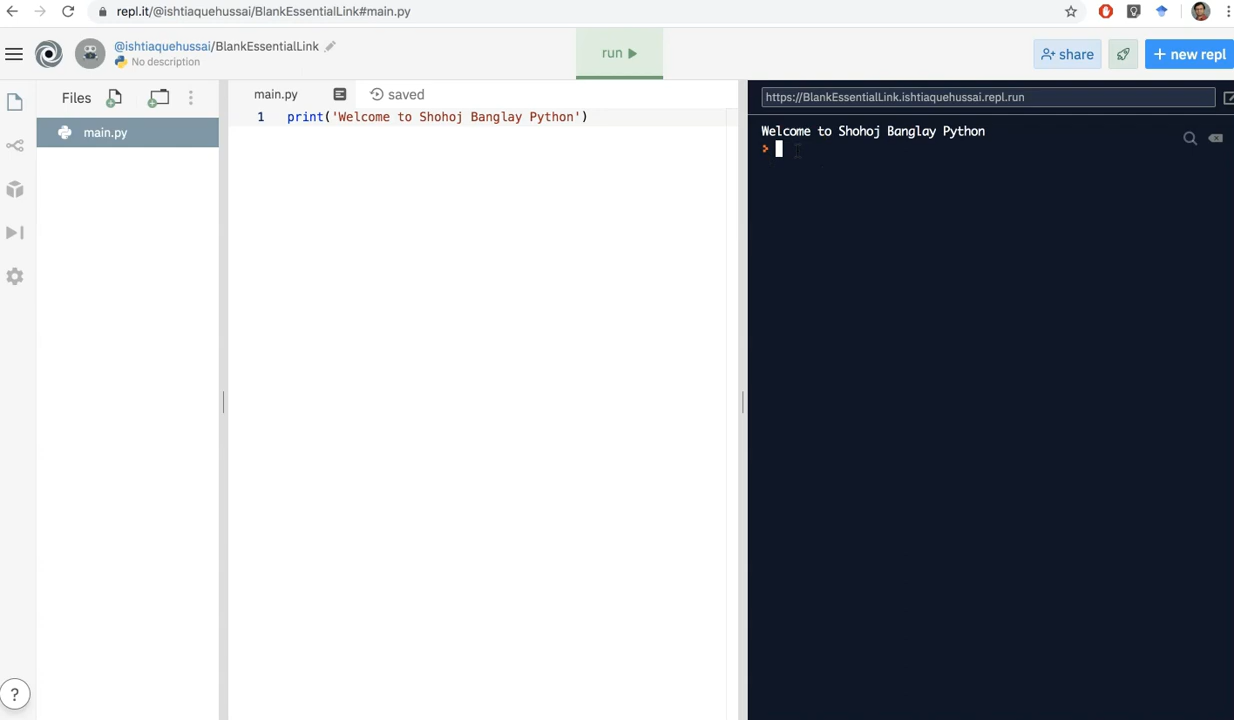 repl.it/@ishtiaquehussai/BlankEssentialLink#main.py
@ishtiaquehussai/BlankEssentialLink
No description
run
share
+ new repl
Files
main.py
main.py
saved
1 print('Welcome to Shohoj Banglay Python')
https://BlankEssentialLink.ishtiaquehussai.repl.run
Welcome to Shohoj Banglay Python
>
?